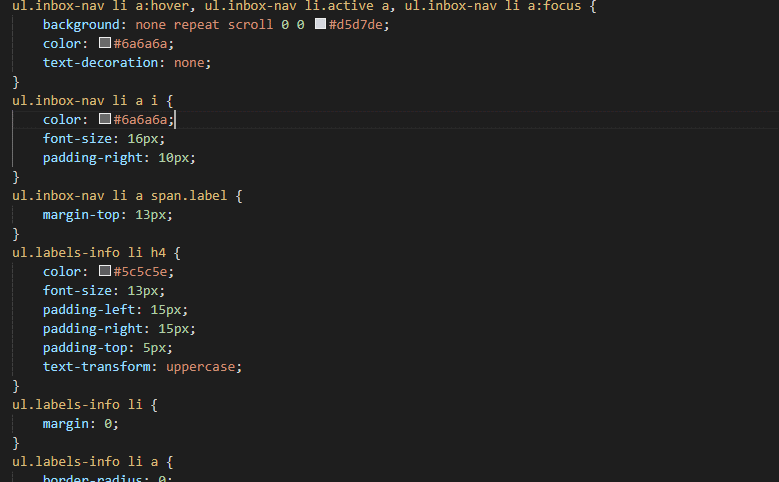 ul.inbox-nav li a:hover, ul.inbox-nav li.active a, ul.inbox-nav li a:focus {
    background: none repeat scroll 0 0 #d5d7de;
    color: #6a6a6a;
    text-decoration: none;
}
ul.inbox-nav li a i {
    color: #6a6a6a;
    font-size: 16px;
    padding-right: 10px;
}
ul.inbox-nav li a span.label {
    margin-top: 13px;
}
ul.labels-info li h4 {
    color: #5c5c5e;
    font-size: 13px;
    padding-left: 15px;
    padding-right: 15px;
    padding-top: 5px;
    text-transform: uppercase;
}
ul.labels-info li {
    margin: 0;
}
ul.labels-info li a {
    border-radius: 0;